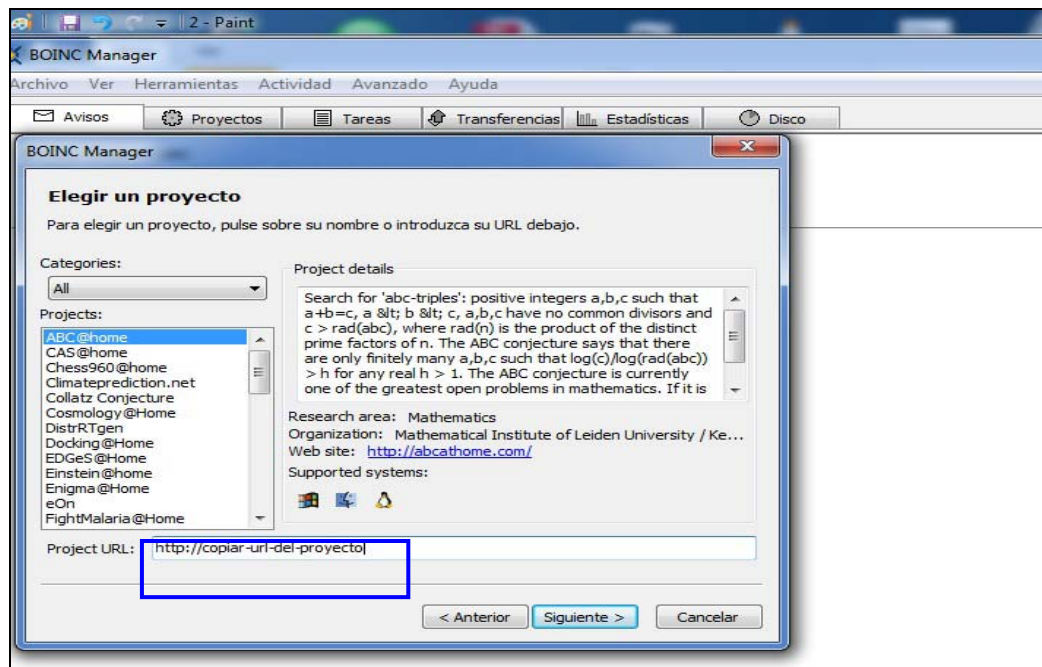 2 - Paint
BOINC Manager
Archivo Ver Herramientas Actividad Avanzado Ayuda
Avisos Proyectos Tareas Transferencias Estadísticas Disco
BOINC Manager
Elegir un proyecto
Para elegir un proyecto, pulse sobre su nombre o introduzca su URL debajo.
Categories:
All
Projects:
ABC@home
CAS@home
Chess960@home
Climateprediction.net
Collatz Conjecture
Cosmology@Home
DistrRTgen
Docking@Home
EDGeS@Home
Einstein@home
Enigma@Home
eOn
FightMalaria@Home
Project details
Search for 'abc-triples': positive integers a,b,c such that
a+b=c, a &lt; b &lt; c, a,b,c have no common divisors and
c > rad(abc), where rad(n) is the product of the distinct
prime factors of n. The ABC conjecture says that there
are only finitely many a,b,c such that log(c)/log(rad(abc))
> h for any real h > 1. The ABC conjecture is currently
one of the greatest open problems in mathematics. If it is
Research area: Mathematics
Organization: Mathematical Institute of Leiden University / Ke...
Web site: http://abcathome.com/
Supported systems:
Project URL: http://copiar-url-del-proyecto
< Anterior Siguiente > Cancelar